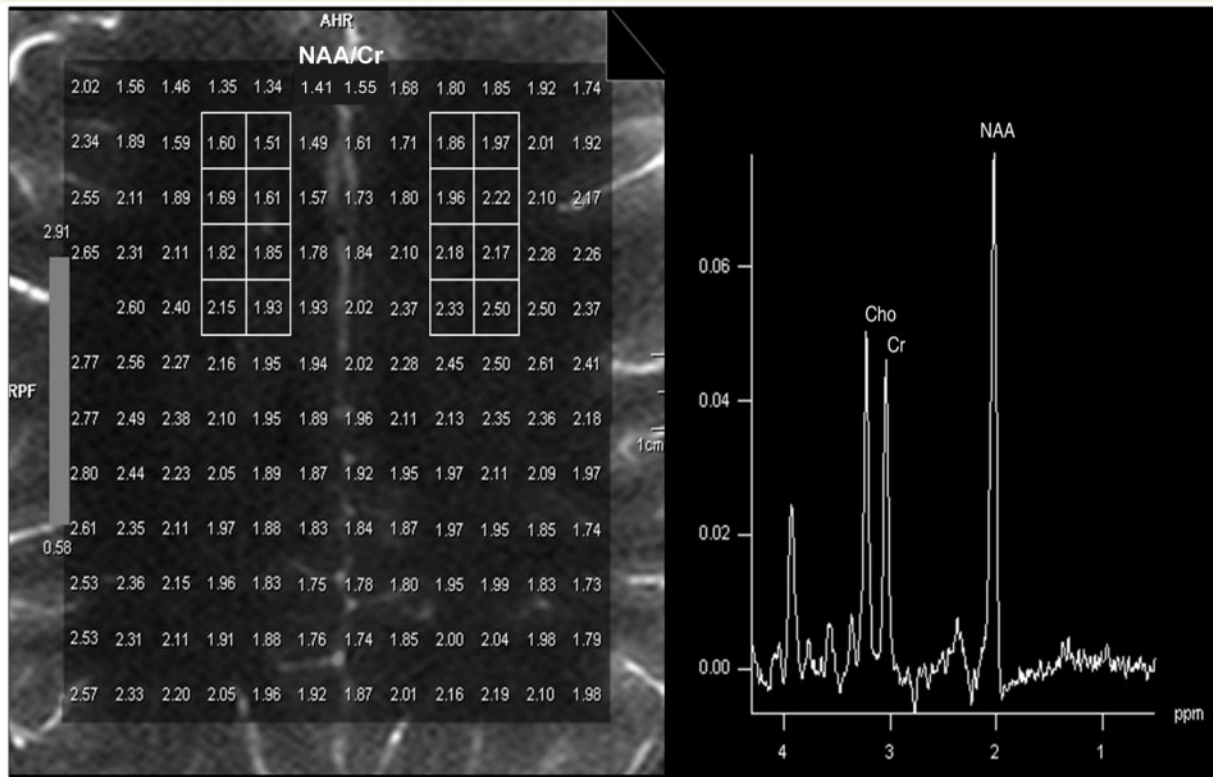 AHR
NAA/Cr
2.02 1.56 1.46 1.35 1.34 1.41 1.55 1.68 1.80 1.85 1.92 1.74
2.34 1.89 1.59 1.60 1.51 1.49 1.61 1.71 1.86 1.97 2.01 1.92
2.55 2.11 1.89 1.69 1.61 1.57 1.73 1.80 1.96 2.22 2.10 2.17
2.91
2.65 2.31 2.11 1.82 1.85 1.78 1.84 2.10 2.18 2.17 2.28 2.26
2.60 2.40 2.15 1.93 1.93 2.02 2.37 2.33 2.50 2.50 2.37
2.77 2.56 2.27 2.16 1.95 1.94 2.02 2.28 2.45 2.50 2.61 2.41
RPF
2.77 2.49 2.38 2.10 1.95 1.89 1.96 2.11 2.13 2.35 2.36 2.18
1cm
2.80 2.44 2.23 2.05 1.89 1.87 1.92 1.95 1.97 2.11 2.09 1.97
2.61 2.35 2.11 1.97 1.88 1.83 1.84 1.87 1.97 1.95 1.85 1.74
0.58
2.53 2.36 2.15 1.96 1.83 1.75 1.78 1.80 1.95 1.99 1.83 1.73
2.53 2.31 2.11 1.91 1.88 1.76 1.74 1.85 2.00 2.04 1.98 1.79
2.57 2.33 2.20 2.05 1.96 1.92 1.87 2.01 2.16 2.19 2.10 1.98
NAA
Cho
Cr
0.06
0.04
0.02
0.00
ppm
4 3 2 1